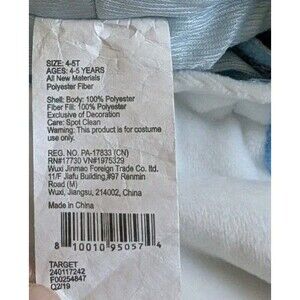 SIZE: 4-5T
AGES: 4-5 YEARS
All New Materials
Polyester Fiber
Shell: Body: 100% Polyester
Fiber Fill: 100% Polyester
Exclusive of Decoration
Care: Spot Clean
Warning: This product is for costume
use only.
REG. NO. PA-17833 (CN)
RN#17730 VN#1975329
Wuxi Jinmao Foreign Trade Co. Ltd.
11/F Jiafu Building,#97 Renmin
Road (M)
Wuxi, Jiangsu, 214002, China
Made in China
8 10010 95057 4
TARGET
240117242
F00254847
Q2/19